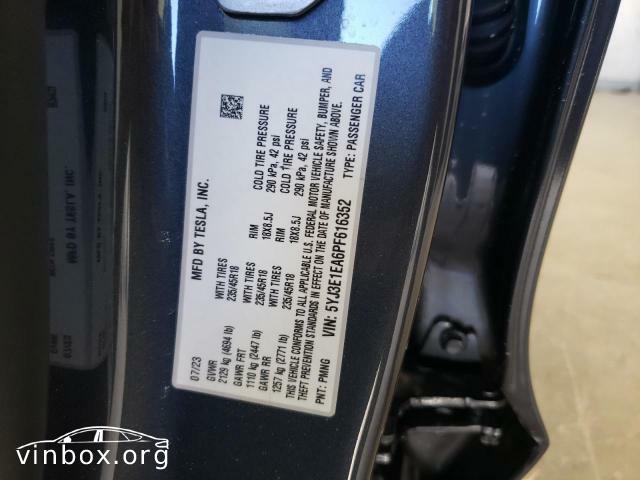 MFD BY TESLA, INC.
07/23
GVWR
2129 kg (4694 lb)
GAWR FRT
1110 kg (2447 lb)
WITH TIRES
235/45R18
RIM
18X8.5J
COLD TIRE PRESSURE
290 kPa, 42 psi
GAWR RR
1257 kg (2771 lb)
WITH TIRES
235/45R18
RIM
18X8.5J
COLD TIRE PRESSURE
290 kPa, 42 psi
THIS VEHICLE CONFORMS TO ALL APPLICABLE U.S. FEDERAL MOTOR VEHICLE SAFETY, BUMPER, AND
THEFT PREVENTION STANDARDS IN EFFECT ON THE DATE OF MANUFACTURE SHOWN ABOVE.
VIN: 5YJ3E1EA6PF616352
PNT: PMNG
TYPE: PASSENGER CAR
vinbox.org